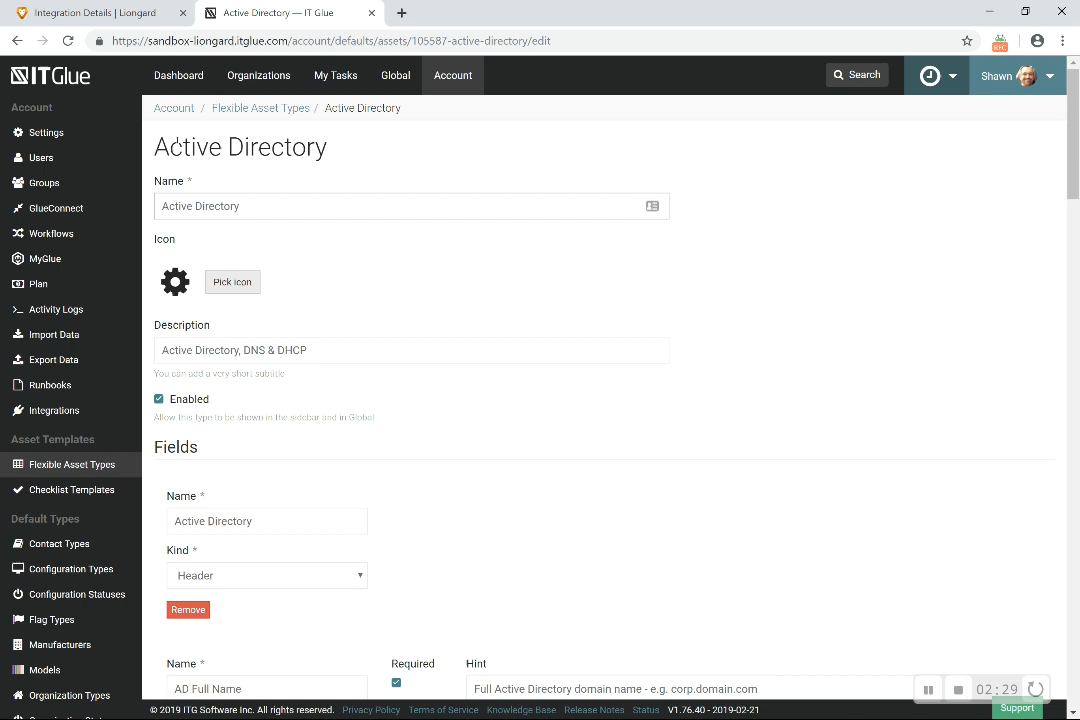 Integration Details | Liongard
Active Directory — IT Glue
https://sandbox-liongard.itglue.com/account/defaults/assets/105587-active-directory/edit
REC
ITGlue
Dashboard
Organizations
My Tasks
Global
Account
Search
Shawn
Account
Settings
Users
Groups
GlueConnect
Workflows
MyGlue
Plan
Activity Logs
Import Data
Export Data
Runbooks
Integrations
Asset Templates
Flexible Asset Types
Checklist Templates
Default Types
Contact Types
Configuration Types
Configuration Statuses
Flag Types
Manufacturers
Models
Organization Types
Account / Flexible Asset Types / Active Directory
Active Directory
Name *
Active Directory
Icon
Pick icon
Description
Active Directory, DNS & DHCP
You can add a very short subtitle
Enabled
Allow this type to be shown in the sidebar and in Global
Fields
Name *
Active Directory
Kind *
Header
Remove
Name *
Required
Hint
AD Full Name
Full Active Directory domain name - e.g. corp.domain.com
02:29
© 2019 ITG Software Inc. All rights reserved. Privacy Policy Terms of Service Knowledge Base Release Notes Status V1.76.40 - 2019-02-21
Support